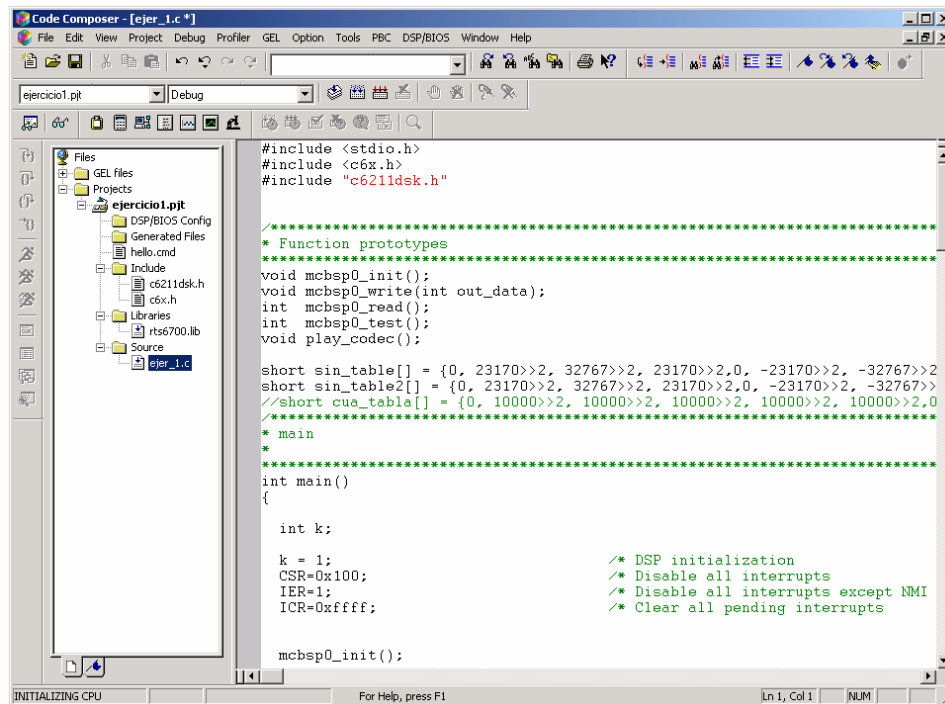 Code Composer - [ejer_1.c *]
File Edit View Project Debug Profiler GEL Option Tools PBC DSP/BIOS Window Help
ejercicio1.pjt Debug
Files
GEL files
Projects
ejercicio1.pjt
DSP/BIOS Config
Generated Files
hello.cmd
Include
c6211dsk.h
c6x.h
Libraries
rts6700.lib
Source
ejer_1.c
#include <stdio.h>
#include <c6x.h>
#include "c6211dsk.h"
/***************************************************************************
* Function prototypes
****************************************************************************
void mcbsp0_init();
void mcbsp0_write(int out_data);
int  mcbsp0_read();
int  mcbsp0_test();
void play_codec();
short sin_table[] = {0, 23170>>2, 32767>>2, 23170>>2,0, -23170>>2, -32767>>2
short sin_table2[] = {0, 23170>>2, 32767>>2, 23170>>2,0, -23170>>2, -32767>>
//short cua_tabla[] = {0, 10000>>2, 10000>>2, 10000>>2, 10000>>2, 10000>>2,0
/***************************************************************************
* main
*
****************************************************************************
int main()
{
int k;
k = 1; /* DSP initialization
CSR=0x100; /* Disable all interrupts
IER=1; /* Disable all interrupts except NMI
ICR=0xffff; /* Clear all pending interrupts
mcbsp0_init();
INITIALIZING CPU For Help, press F1 Ln 1, Col 1 NUM